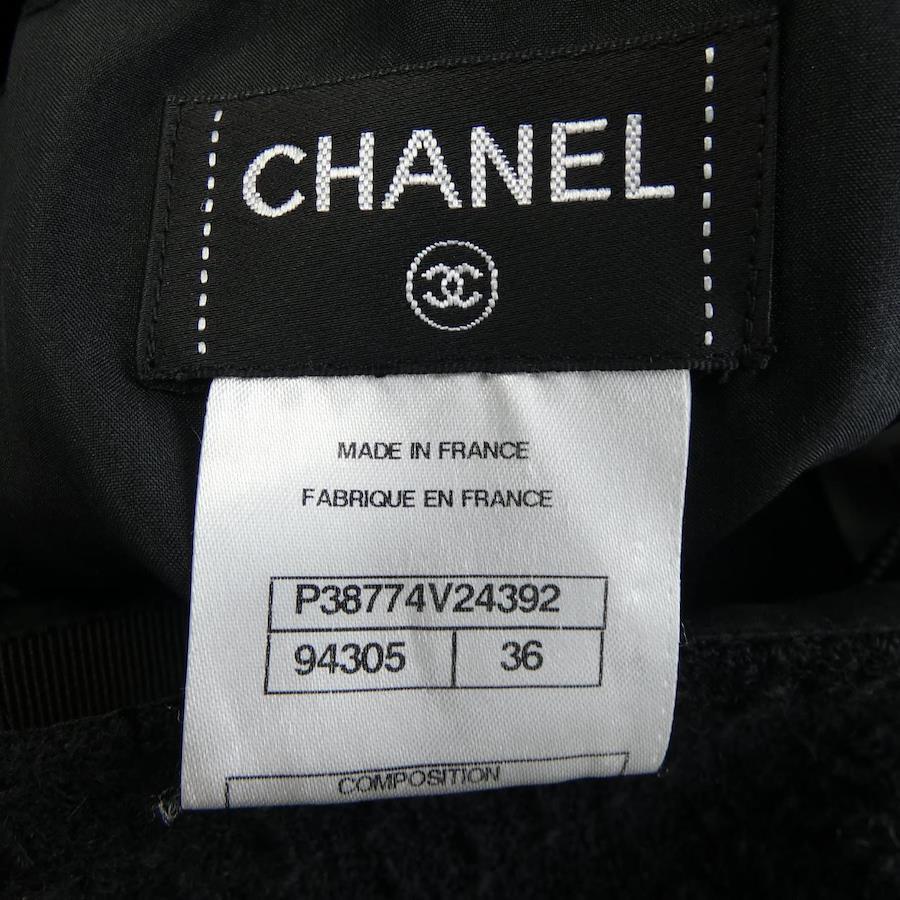 CHANEL
MADE IN FRANCE
FABRIQUE EN FRANCE
P38774V24392
94305 36
COMPOSITION